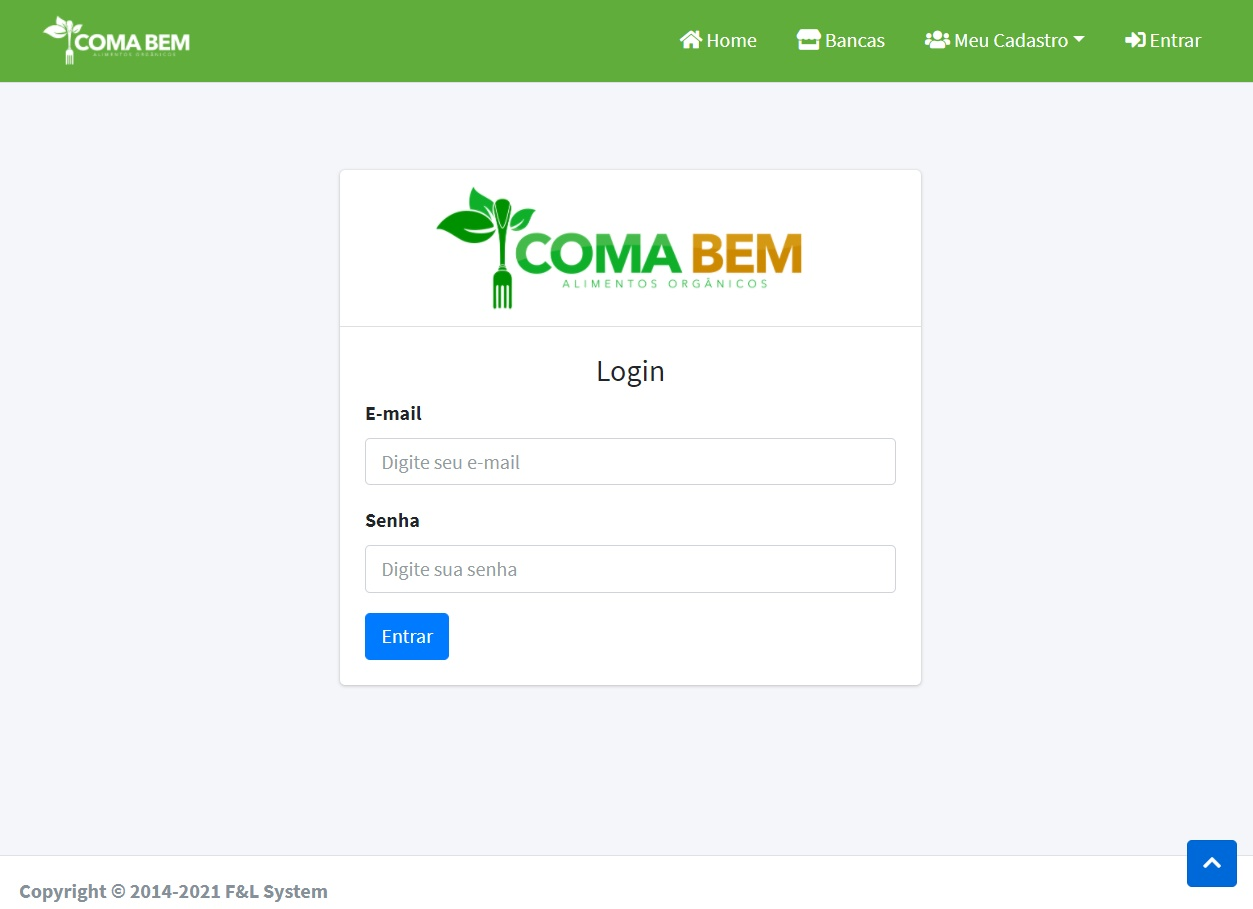 COMA BEM
ALIMENTOS ORGÂNICOS
Home Bancas Meu Cadastro Entrar
COMA BEM
ALIMENTOS ORGÂNICOS
Login
E-mail
Digite seu e-mail
Senha
Digite sua senha
Entrar
Copyright © 2014-2021 F&L System